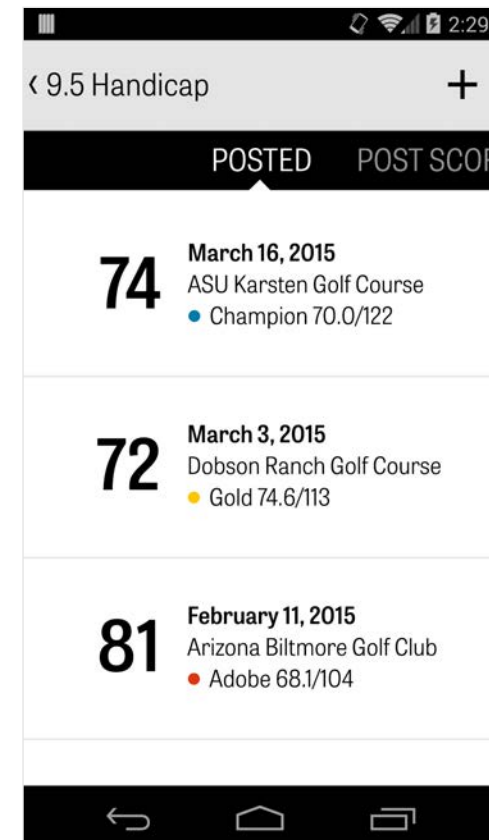 2:29
‹ 9.5 Handicap +
POSTED POST SCOR
74
March 16, 2015
ASU Karsten Golf Course
Champion 70.0/122
72
March 3, 2015
Dobson Ranch Golf Course
Gold 74.6/113
81
February 11, 2015
Arizona Biltmore Golf Club
Adobe 68.1/104